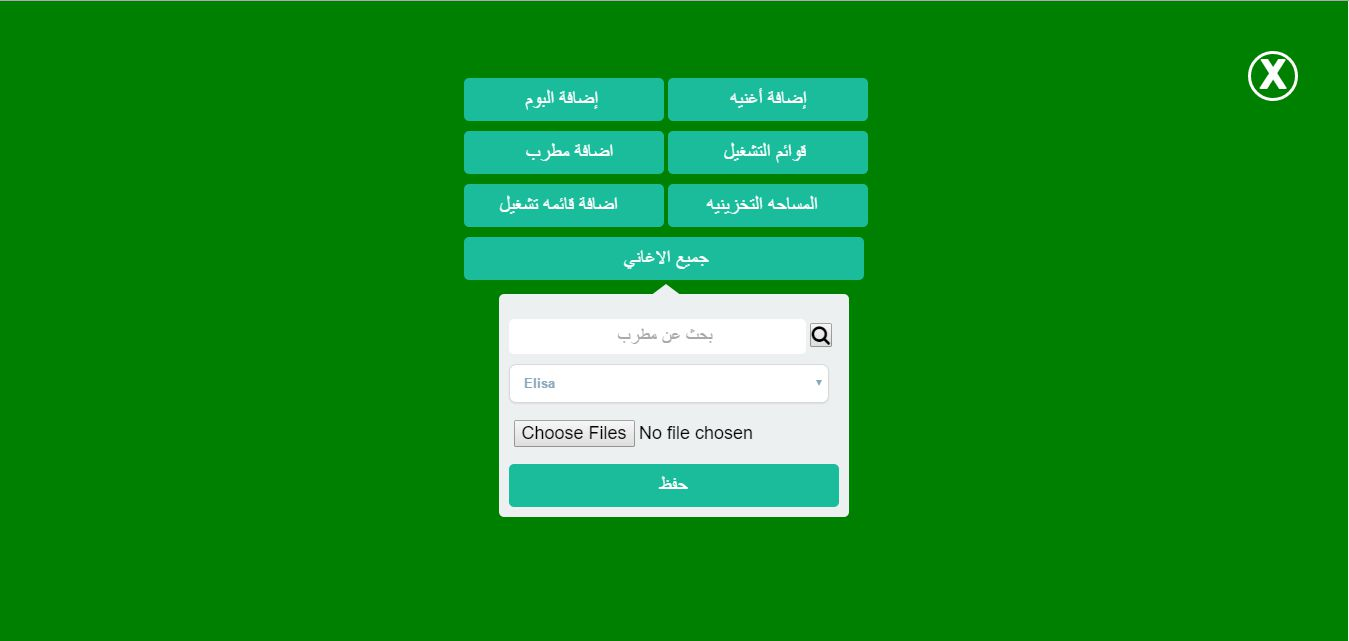 X
إضافة أغنيه
إضافة البوم
قوائم التشغيل
اضافة مطرب
المساحه التخزينيه
اضافة قائمه تشغيل
جميع الاغاني
بحث عن مطرب
Elisa
Choose Files No file chosen
حفظ